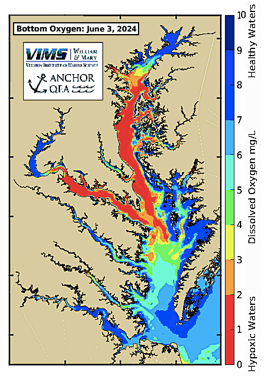 Bottom Oxygen: June 3, 2024
VIMS | WILLIAM & MARY
VIRGINIA INSTITUTE OF MARINE SCIENCE
ANCHOR
QEA
10
9
8
7
6
5
4
3
2
1
0
Healthy Waters
Dissolved Oxygen mg/L
Hypoxic Waters